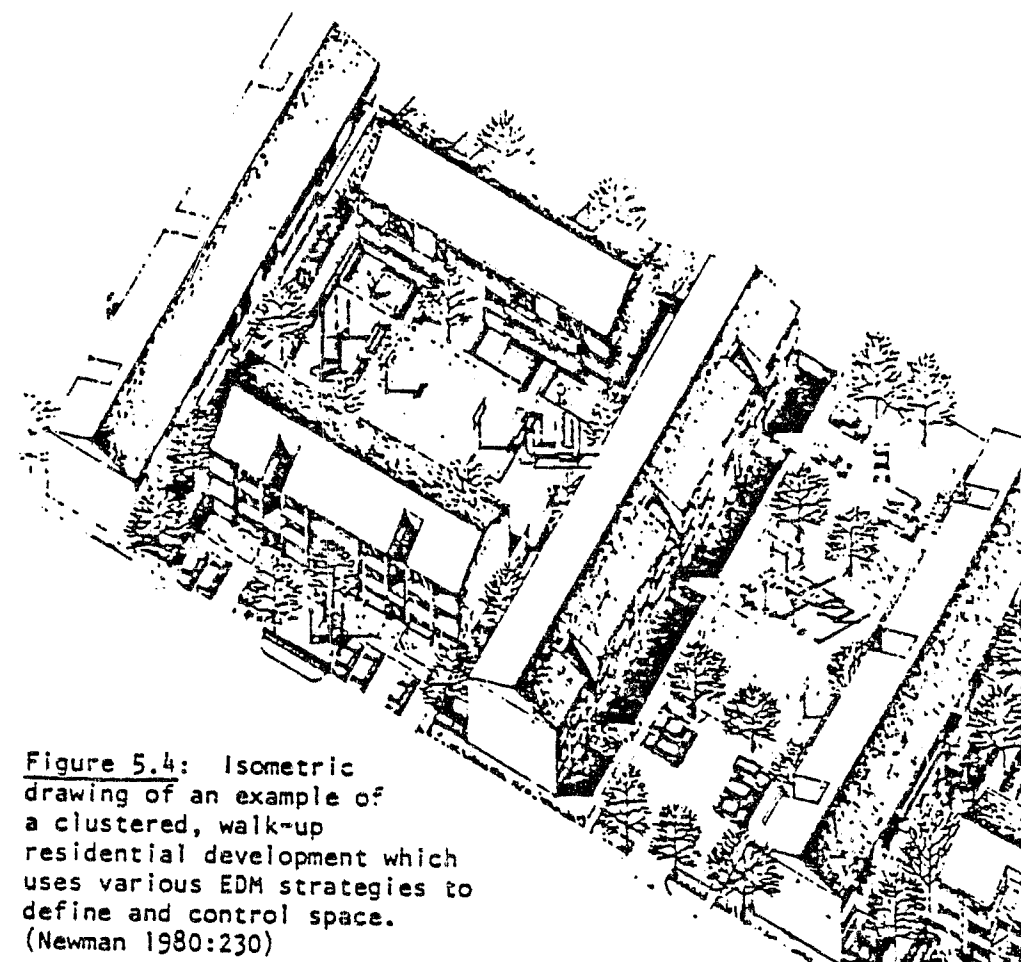 Figure 5.4: Isometric
drawing of an example of
a clustered, walk-up
residential development which
uses various EDM strategies to
define and control space.
(Newman 1980:230)